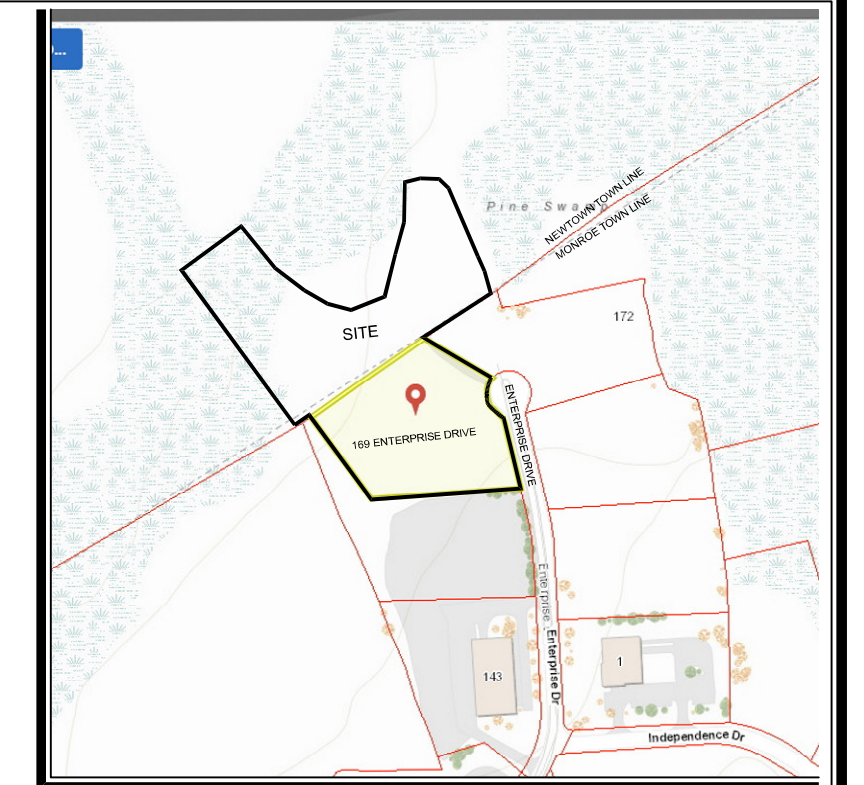 ...
Pine Swamp
NEWTOWN TOWN LINE
MONROE TOWN LINE
172
SITE
ENTERPRISE DRIVE
169 ENTERPRISE DRIVE
Enterprise
Enterprise Dr
143
1
Independence Dr